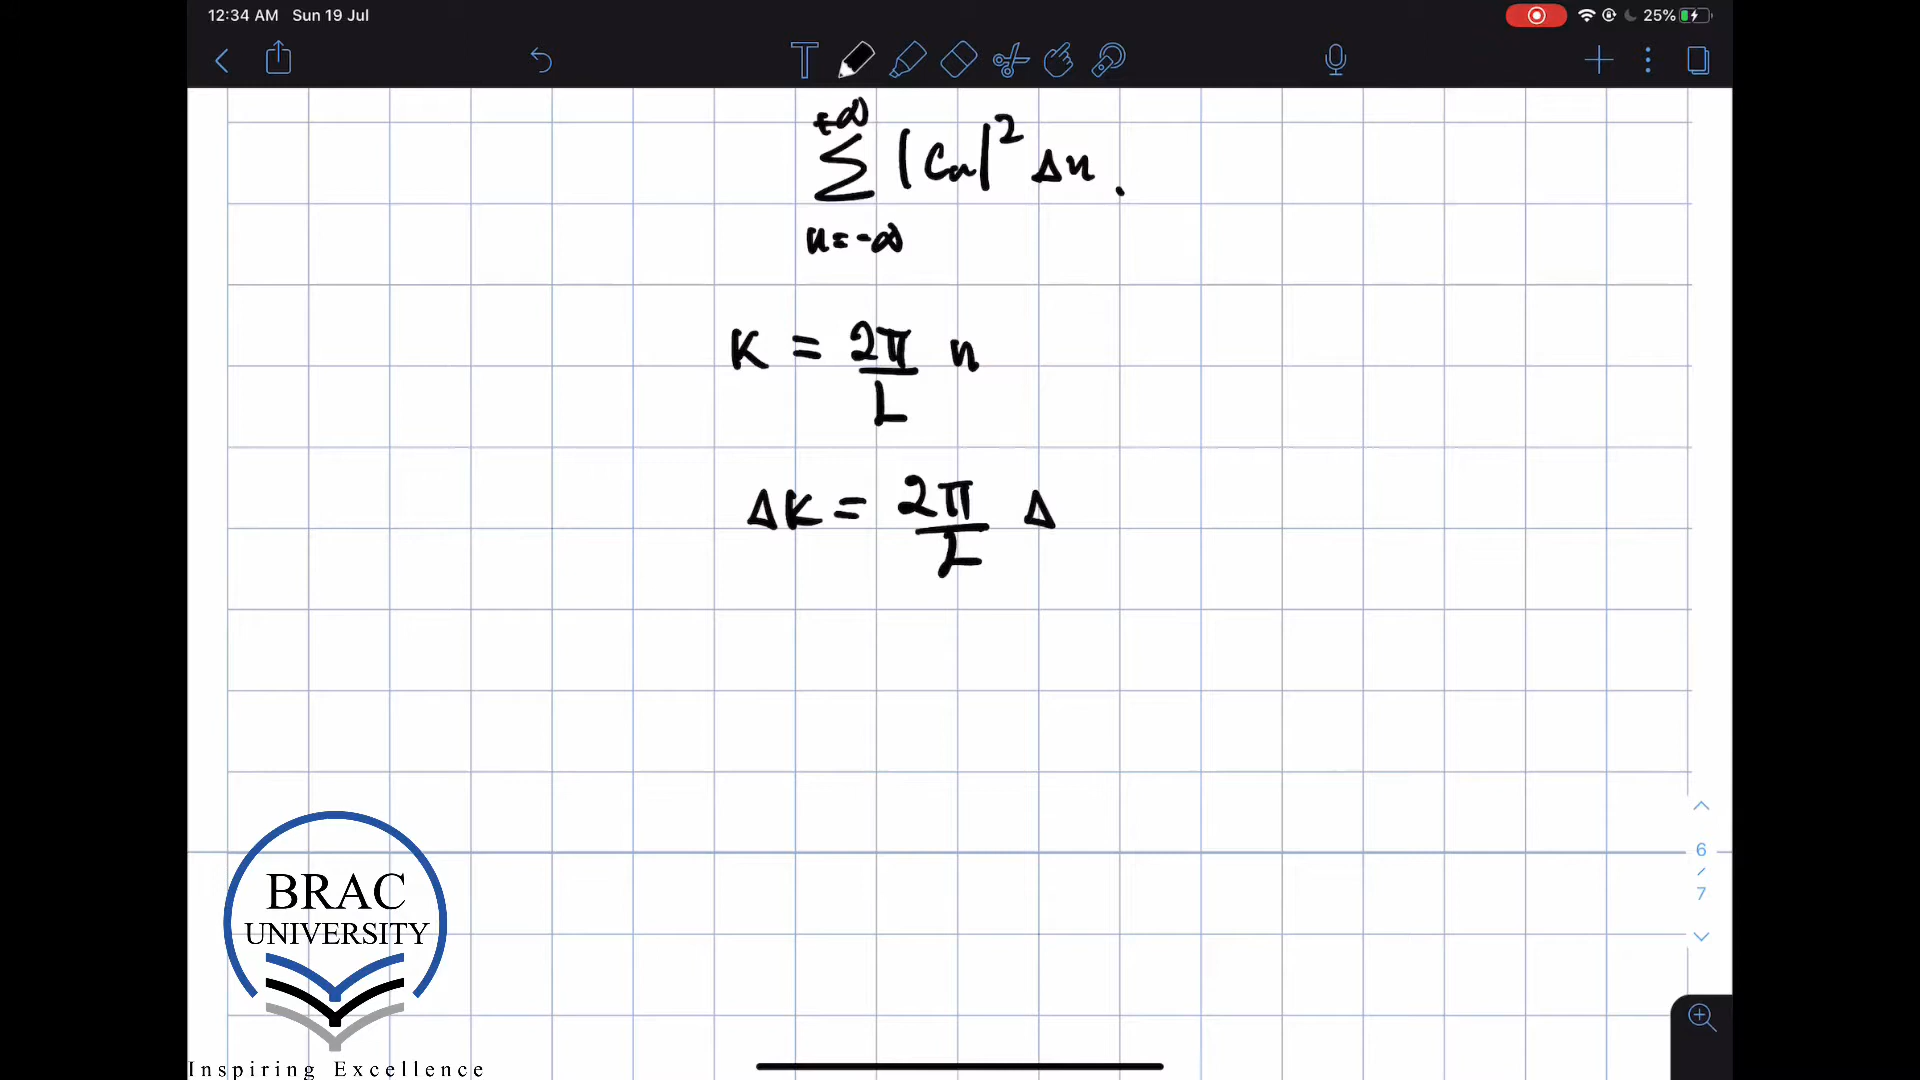 12:34 AM Sun 19 Jul
25%
+∞
∑ |Cn|² Δn.
n=-∞
K = 2π/L n
ΔK = 2π/L Δ
6
/
7
BRAC
UNIVERSITY
Inspiring Excellence